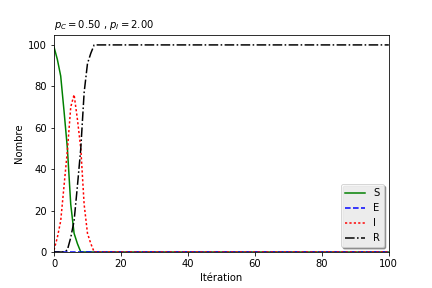 p_C = 0.50 , p_I = 2.00
100
80
60
40
20
0
Nombre
S
E
I
R
0 20 40 60 80 100
Itération